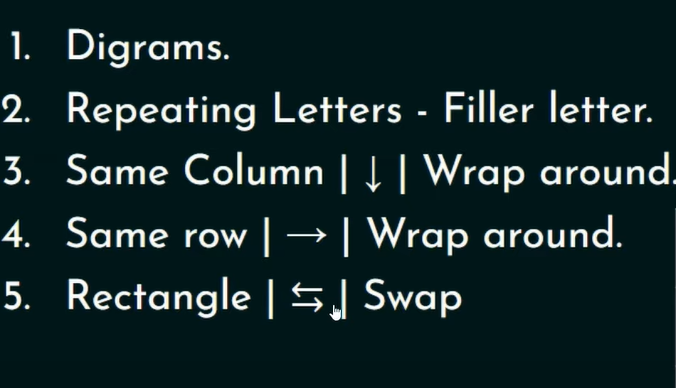 1. Digrams.
2. Repeating Letters - Filler letter.
3. Same Column | ↓ | Wrap around.
4. Same row | → | Wrap around.
5. Rectangle | ⇆ | Swap